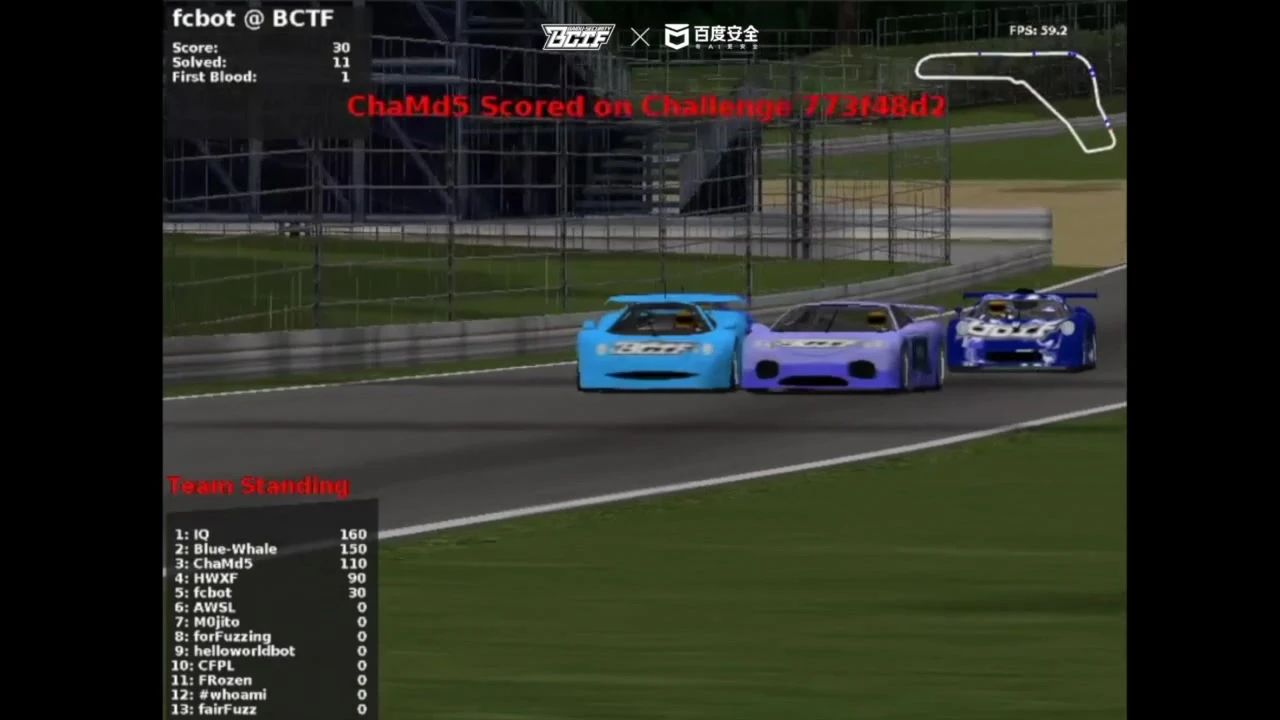 fcbot @ BCTF
Score: 30
Solved: 11
First Blood: 1
BCTF
百度安全
FPS: 59.2
ChaMd5 Scored on Challenge 773f48d2
BCTF
BCTF
BCTF
Team Standing
1: IQ 160
2: Blue-Whale 150
3: ChaMd5 110
4: HWXF 90
5: fcbot 30
6: AWSL 0
7: M0jito 0
8: forFuzzing 0
9: helloworldbot 0
10: CFPL 0
11: FRozen 0
12: #whoami 0
13: fairFuzz 0